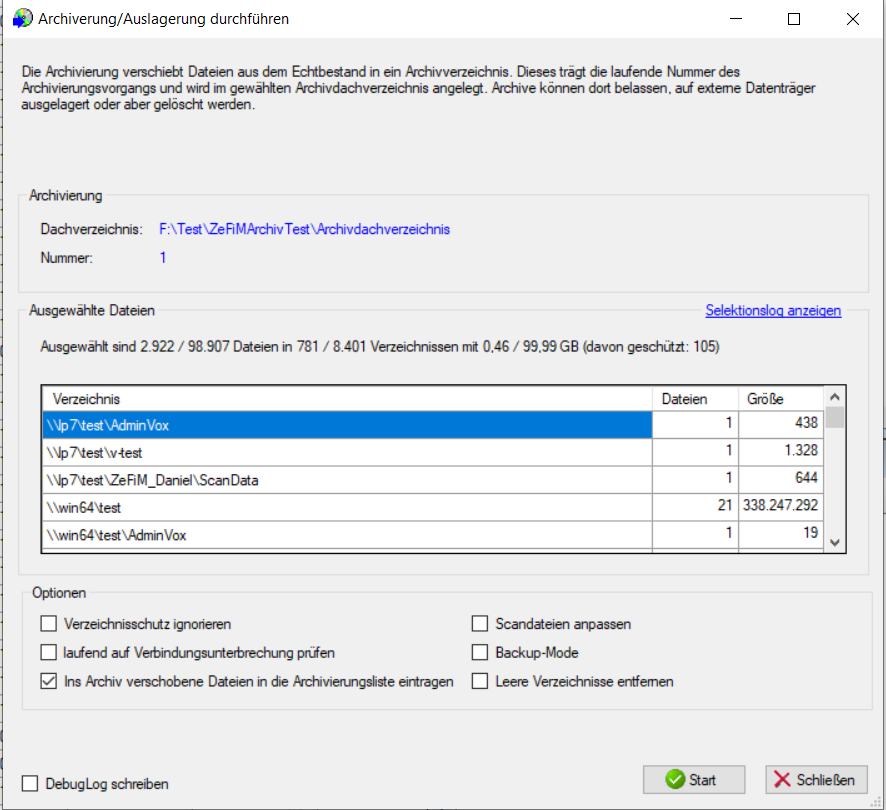 Archiverung/Auslagerung durchführen
Die Archivierung verschiebt Dateien aus dem Echtbestand in ein Archivverzeichnis. Dieses trägt die laufende Nummer des
Archivierungsvorgangs und wird im gewählten Archivdachverzeichnis angelegt. Archive können dort belassen, auf externe Datenträger
ausgelagert oder aber gelöscht werden.
Archivierung
Dachverzeichnis: F:\Test\ZeFiMArchivTest\Archivdachverzeichnis
Nummer: 1
Ausgewählte Dateien Selektionslog anzeigen
Ausgewählt sind 2.922 / 98.907 Dateien in 781 / 8.401 Verzeichnissen mit 0,46 / 99,99 GB (davon geschützt: 105)
Verzeichnis Dateien Größe
\\lp7\test\AdminVox 1 438
\\lp7\test\v-test 1 1.328
\\lp7\test\ZeFiM_Daniel\ScanData 1 644
\\win64\test 21 338.247.292
\\win64\test\AdminVox 1 19
Optionen
Verzeichnisschutz ignorieren Scandateien anpassen
laufend auf Verbindungsunterbrechung prüfen Backup-Mode
Ins Archiv verschobene Dateien in die Archivierungsliste eintragen Leere Verzeichnisse entfernen
DebugLog schreiben Start Schließen